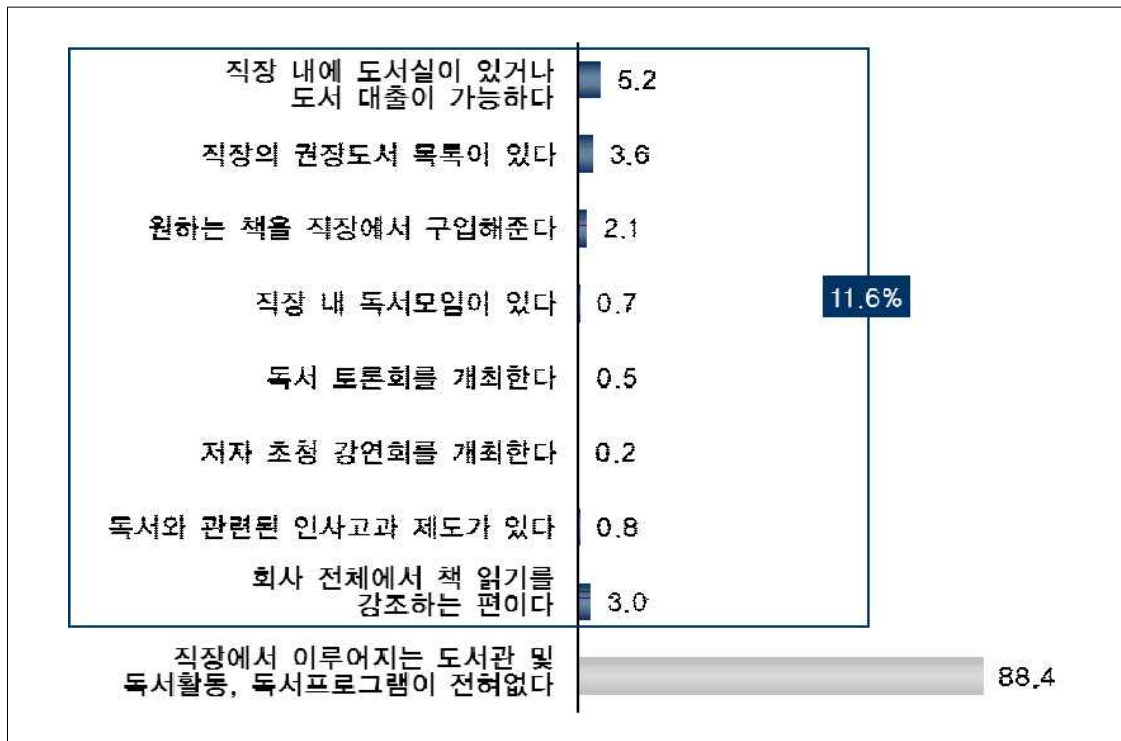 직장 내에 도서실이 있거나
도서 대출이 가능하다
5.2
직장의 권장도서 목록이 있다
3.6
원하는 책을 직장에서 구입해준다
2.1
직장 내 독서모임이 있다
0.7
11.6%
독서 토론회를 개최한다
0.5
저자 초청 강연회를 개최한다
0.2
독서와 관련된 인사고과 제도가 있다
0.8
회사 전체에서 책 읽기를
강조하는 편이다
3.0
직장에서 이루어지는 도서관 및
독서활동, 독서프로그램이 전혀없다
88.4